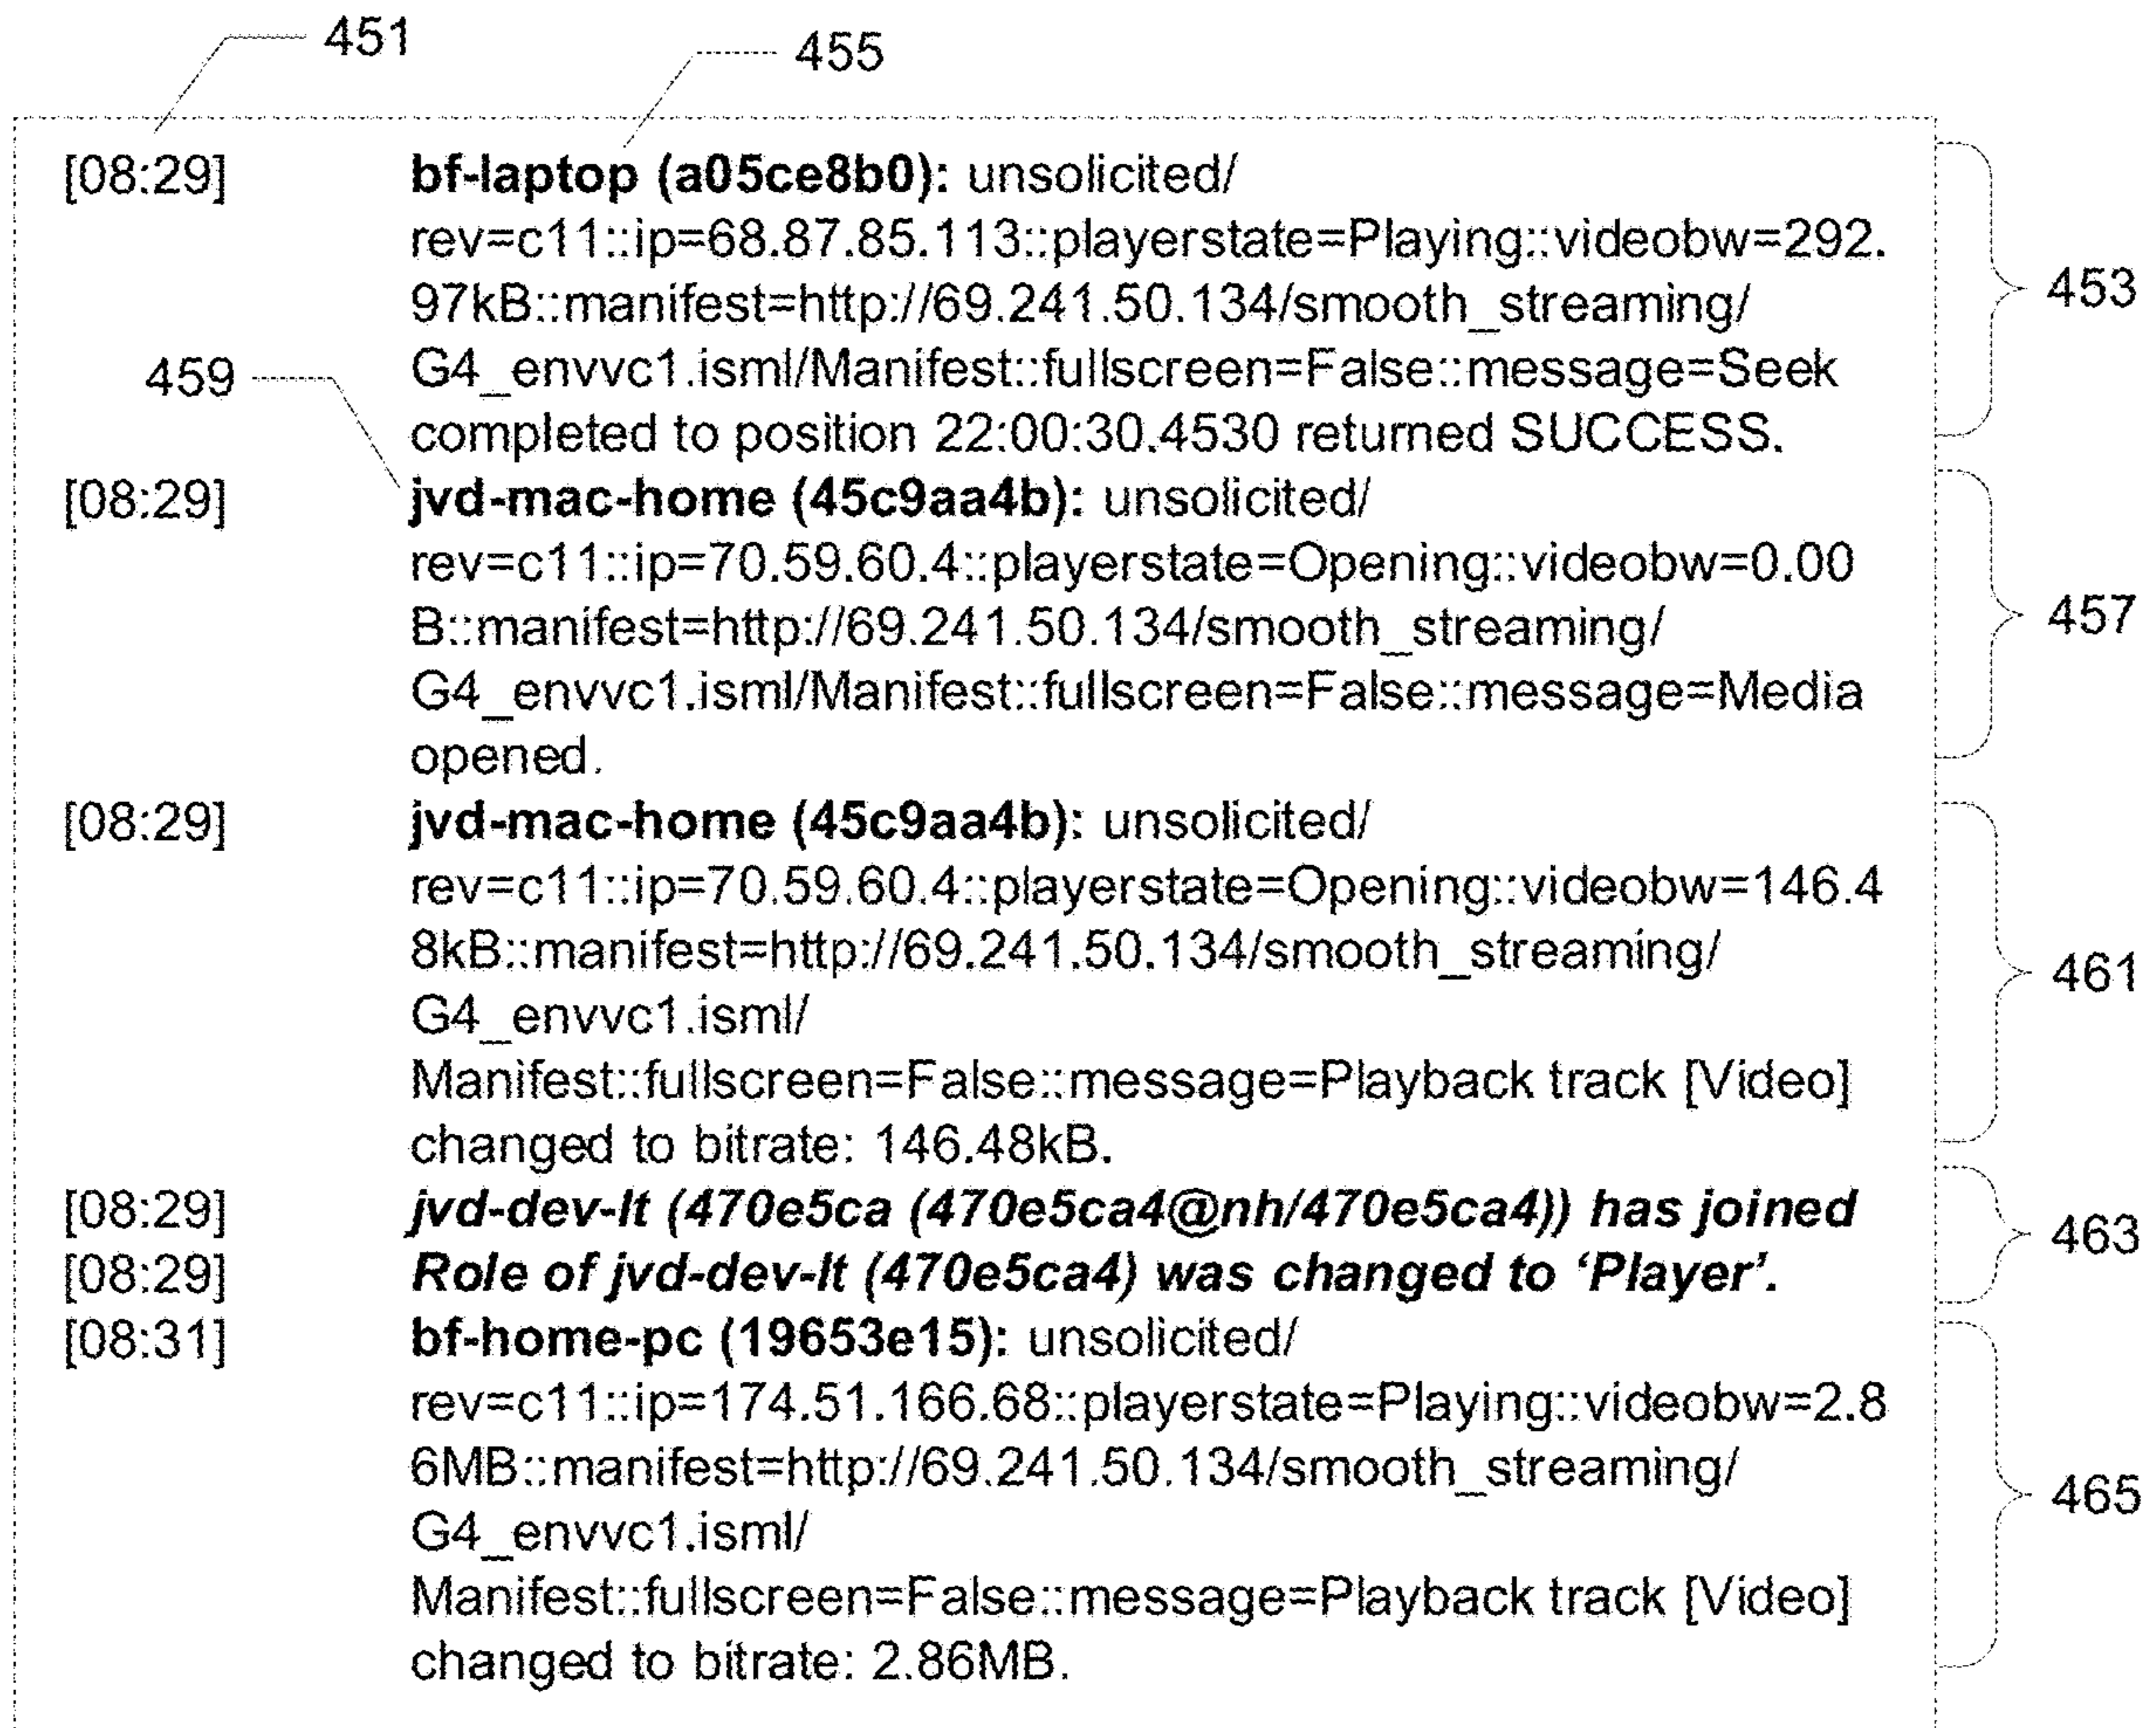 451
455
[08:29] bf-laptop (a05ce8b0): unsolicited/
rev=c11::ip=68.87.85.113::playerstate=Playing::videobw=292.
97kB::manifest=http://69.241.50.134/smooth_streaming/
453
G4_envvc1.isml/Manifest::fullscreen=False::message=Seek
459
completed to position 22:00:30.4530 returned SUCCESS.
[08:29] jvd-mac-home (45c9aa4b): unsolicited/
rev=c11::ip=70.59.60.4::playerstate=Opening::videobw=0.00
B::manifest=http://69.241.50.134/smooth_streaming/
457
G4_envvc1.isml/Manifest::fullscreen=False::message=Media
opened.
[08:29] jvd-mac-home (45c9aa4b): unsolicited/
rev=c11::ip=70.59.60.4::playerstate=Opening::videobw=146.4
8kB::manifest=http://69.241.50.134/smooth_streaming/
461
G4_envvc1.isml/
Manifest::fullscreen=False::message=Playback track [Video]
changed to bitrate: 146.48kB.
[08:29] jvd-dev-lt (470e5ca (470e5ca4@nh/470e5ca4)) has joined
463
[08:29] Role of jvd-dev-lt (470e5ca4) was changed to ‘Player’.
[08:31] bf-home-pc (19653e15): unsolicited/
rev=c11::ip=174.51.166.68::playerstate=Playing::videobw=2.8
6MB::manifest=http://69.241.50.134/smooth_streaming/
465
G4_envvc1.isml/
Manifest::fullscreen=False::message=Playback track [Video]
changed to bitrate: 2.86MB.